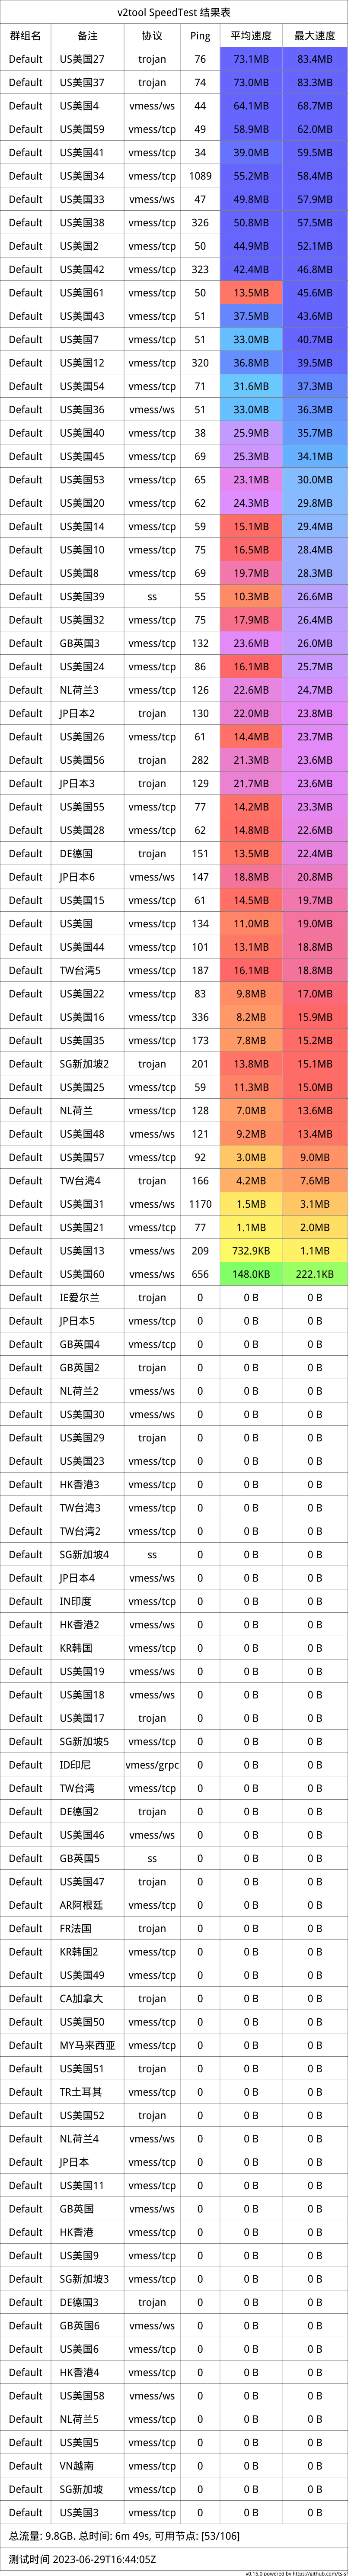 v2tool SpeedTest 结果表
群组名 备注 协议 Ping 平均速度 最大速度
Default US美国27 trojan 76 73.1MB 83.4MB
Default US美国37 trojan 74 73.0MB 83.3MB
Default US美国4 vmess/ws 44 64.1MB 68.7MB
Default US美国59 vmess/tcp 49 58.9MB 62.0MB
Default US美国41 vmess/tcp 34 39.0MB 59.5MB
Default US美国34 vmess/tcp 1089 55.2MB 58.4MB
Default US美国33 vmess/ws 47 49.8MB 57.9MB
Default US美国38 vmess/tcp 326 50.8MB 57.5MB
Default US美国2 vmess/tcp 50 44.9MB 52.1MB
Default US美国42 vmess/tcp 323 42.4MB 46.8MB
Default US美国61 vmess/tcp 50 13.5MB 45.6MB
Default US美国43 vmess/tcp 51 37.5MB 43.6MB
Default US美国7 vmess/tcp 51 33.0MB 40.7MB
Default US美国12 vmess/tcp 320 36.8MB 39.5MB
Default US美国54 vmess/tcp 71 31.6MB 37.3MB
Default US美国36 vmess/ws 51 33.0MB 36.3MB
Default US美国40 vmess/tcp 38 25.9MB 35.7MB
Default US美国45 vmess/tcp 69 25.3MB 34.1MB
Default US美国53 vmess/tcp 65 23.1MB 30.0MB
Default US美国20 vmess/tcp 62 24.3MB 29.8MB
Default US美国14 vmess/tcp 59 15.1MB 29.4MB
Default US美国10 vmess/tcp 75 16.5MB 28.4MB
Default US美国8 vmess/tcp 69 19.7MB 28.3MB
Default US美国39 ss 55 10.3MB 26.6MB
Default US美国32 vmess/tcp 75 17.9MB 26.4MB
Default GB英国3 vmess/tcp 132 23.6MB 26.0MB
Default US美国24 vmess/tcp 86 16.1MB 25.7MB
Default NL荷兰3 vmess/tcp 126 22.6MB 24.7MB
Default JP日本2 trojan 130 22.0MB 23.8MB
Default US美国26 vmess/tcp 61 14.4MB 23.7MB
Default US美国56 trojan 282 21.3MB 23.6MB
Default JP日本3 trojan 129 21.7MB 23.6MB
Default US美国55 vmess/tcp 77 14.2MB 23.3MB
Default US美国28 vmess/tcp 62 14.8MB 22.6MB
Default DE德国 trojan 151 13.5MB 22.4MB
Default JP日本6 vmess/ws 147 18.8MB 20.8MB
Default US美国15 vmess/tcp 61 14.5MB 19.7MB
Default US美国 vmess/tcp 134 11.0MB 19.0MB
Default US美国44 vmess/tcp 101 13.1MB 18.8MB
Default TW台湾5 vmess/tcp 187 16.1MB 18.8MB
Default US美国22 vmess/tcp 83 9.8MB 17.0MB
Default US美国16 vmess/tcp 336 8.2MB 15.9MB
Default US美国35 vmess/tcp 173 7.8MB 15.2MB
Default SG新加坡2 trojan 201 13.8MB 15.1MB
Default US美国25 vmess/tcp 59 11.3MB 15.0MB
Default NL荷兰 vmess/tcp 128 7.0MB 13.6MB
Default US美国48 vmess/ws 121 9.2MB 13.4MB
Default US美国57 vmess/tcp 92 3.0MB 9.0MB
Default TW台湾4 trojan 166 4.2MB 7.6MB
Default US美国31 vmess/ws 1170 1.5MB 3.1MB
Default US美国21 vmess/tcp 77 1.1MB 2.0MB
Default US美国13 vmess/ws 209 732.9KB 1.1MB
Default US美国60 vmess/ws 656 148.0KB 222.1KB
Default IE爱尔兰 trojan 0 0 B 0 B
Default JP日本5 vmess/tcp 0 0 B 0 B
Default GB英国4 vmess/tcp 0 0 B 0 B
Default GB英国2 trojan 0 0 B 0 B
Default NL荷兰2 vmess/ws 0 0 B 0 B
Default US美国30 vmess/ws 0 0 B 0 B
Default US美国29 trojan 0 0 B 0 B
Default US美国23 vmess/tcp 0 0 B 0 B
Default HK香港3 vmess/tcp 0 0 B 0 B
Default TW台湾3 vmess/tcp 0 0 B 0 B
Default TW台湾2 vmess/tcp 0 0 B 0 B
Default SG新加坡4 ss 0 0 B 0 B
Default JP日本4 vmess/ws 0 0 B 0 B
Default IN印度 vmess/tcp 0 0 B 0 B
Default HK香港2 vmess/ws 0 0 B 0 B
Default KR韩国 vmess/tcp 0 0 B 0 B
Default US美国19 vmess/ws 0 0 B 0 B
Default US美国18 vmess/ws 0 0 B 0 B
Default US美国17 trojan 0 0 B 0 B
Default SG新加坡5 vmess/tcp 0 0 B 0 B
Default ID印尼 vmess/grpc 0 0 B 0 B
Default TW台湾 vmess/tcp 0 0 B 0 B
Default DE德国2 trojan 0 0 B 0 B
Default US美国46 vmess/ws 0 0 B 0 B
Default GB英国5 ss 0 0 B 0 B
Default US美国47 trojan 0 0 B 0 B
Default AR阿根廷 vmess/tcp 0 0 B 0 B
Default FR法国 trojan 0 0 B 0 B
Default KR韩国2 vmess/tcp 0 0 B 0 B
Default US美国49 vmess/tcp 0 0 B 0 B
Default CA加拿大 trojan 0 0 B 0 B
Default US美国50 vmess/tcp 0 0 B 0 B
Default MY马来西亚 vmess/tcp 0 0 B 0 B
Default US美国51 trojan 0 0 B 0 B
Default TR土耳其 vmess/tcp 0 0 B 0 B
Default US美国52 trojan 0 0 B 0 B
Default NL荷兰4 vmess/ws 0 0 B 0 B
Default JP日本 vmess/tcp 0 0 B 0 B
Default US美国11 vmess/tcp 0 0 B 0 B
Default GB英国 vmess/ws 0 0 B 0 B
Default HK香港 vmess/tcp 0 0 B 0 B
Default US美国9 vmess/tcp 0 0 B 0 B
Default SG新加坡3 vmess/tcp 0 0 B 0 B
Default DE德国3 trojan 0 0 B 0 B
Default GB英国6 vmess/ws 0 0 B 0 B
Default US美国6 vmess/tcp 0 0 B 0 B
Default HK香港4 vmess/tcp 0 0 B 0 B
Default US美国58 vmess/ws 0 0 B 0 B
Default NL荷兰5 vmess/tcp 0 0 B 0 B
Default US美国5 vmess/tcp 0 0 B 0 B
Default VN越南 vmess/tcp 0 0 B 0 B
Default SG新加坡 vmess/tcp 0 0 B 0 B
Default US美国3 vmess/tcp 0 0 B 0 B
总流量: 9.8GB. 总时间: 6m 49s, 可用节点: [53/106]
测试时间 2023-06-29T16:44:05Z
v0.15.0 powered by https://github.com/ts-sf